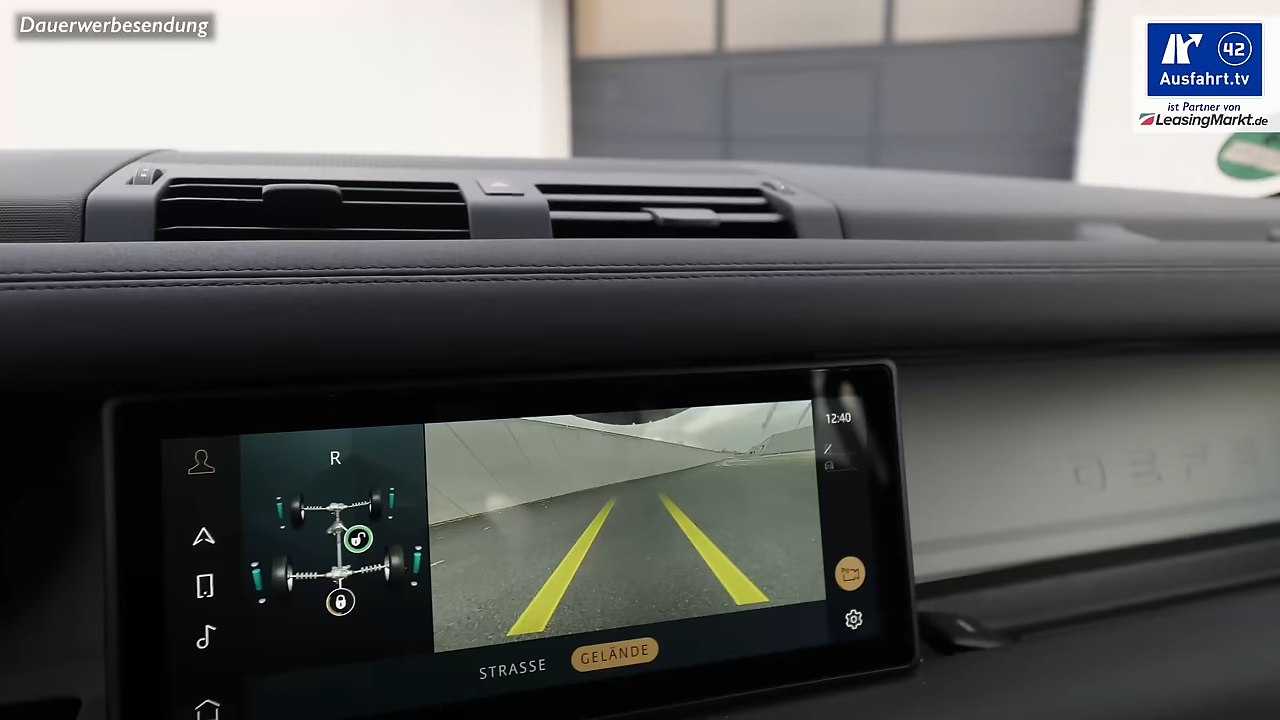 Dauerwerbesendung
42
Ausfahrt.tv
ist Partner von
LeasingMarkt.de
12:40
R
STRASSE
GELÄNDE